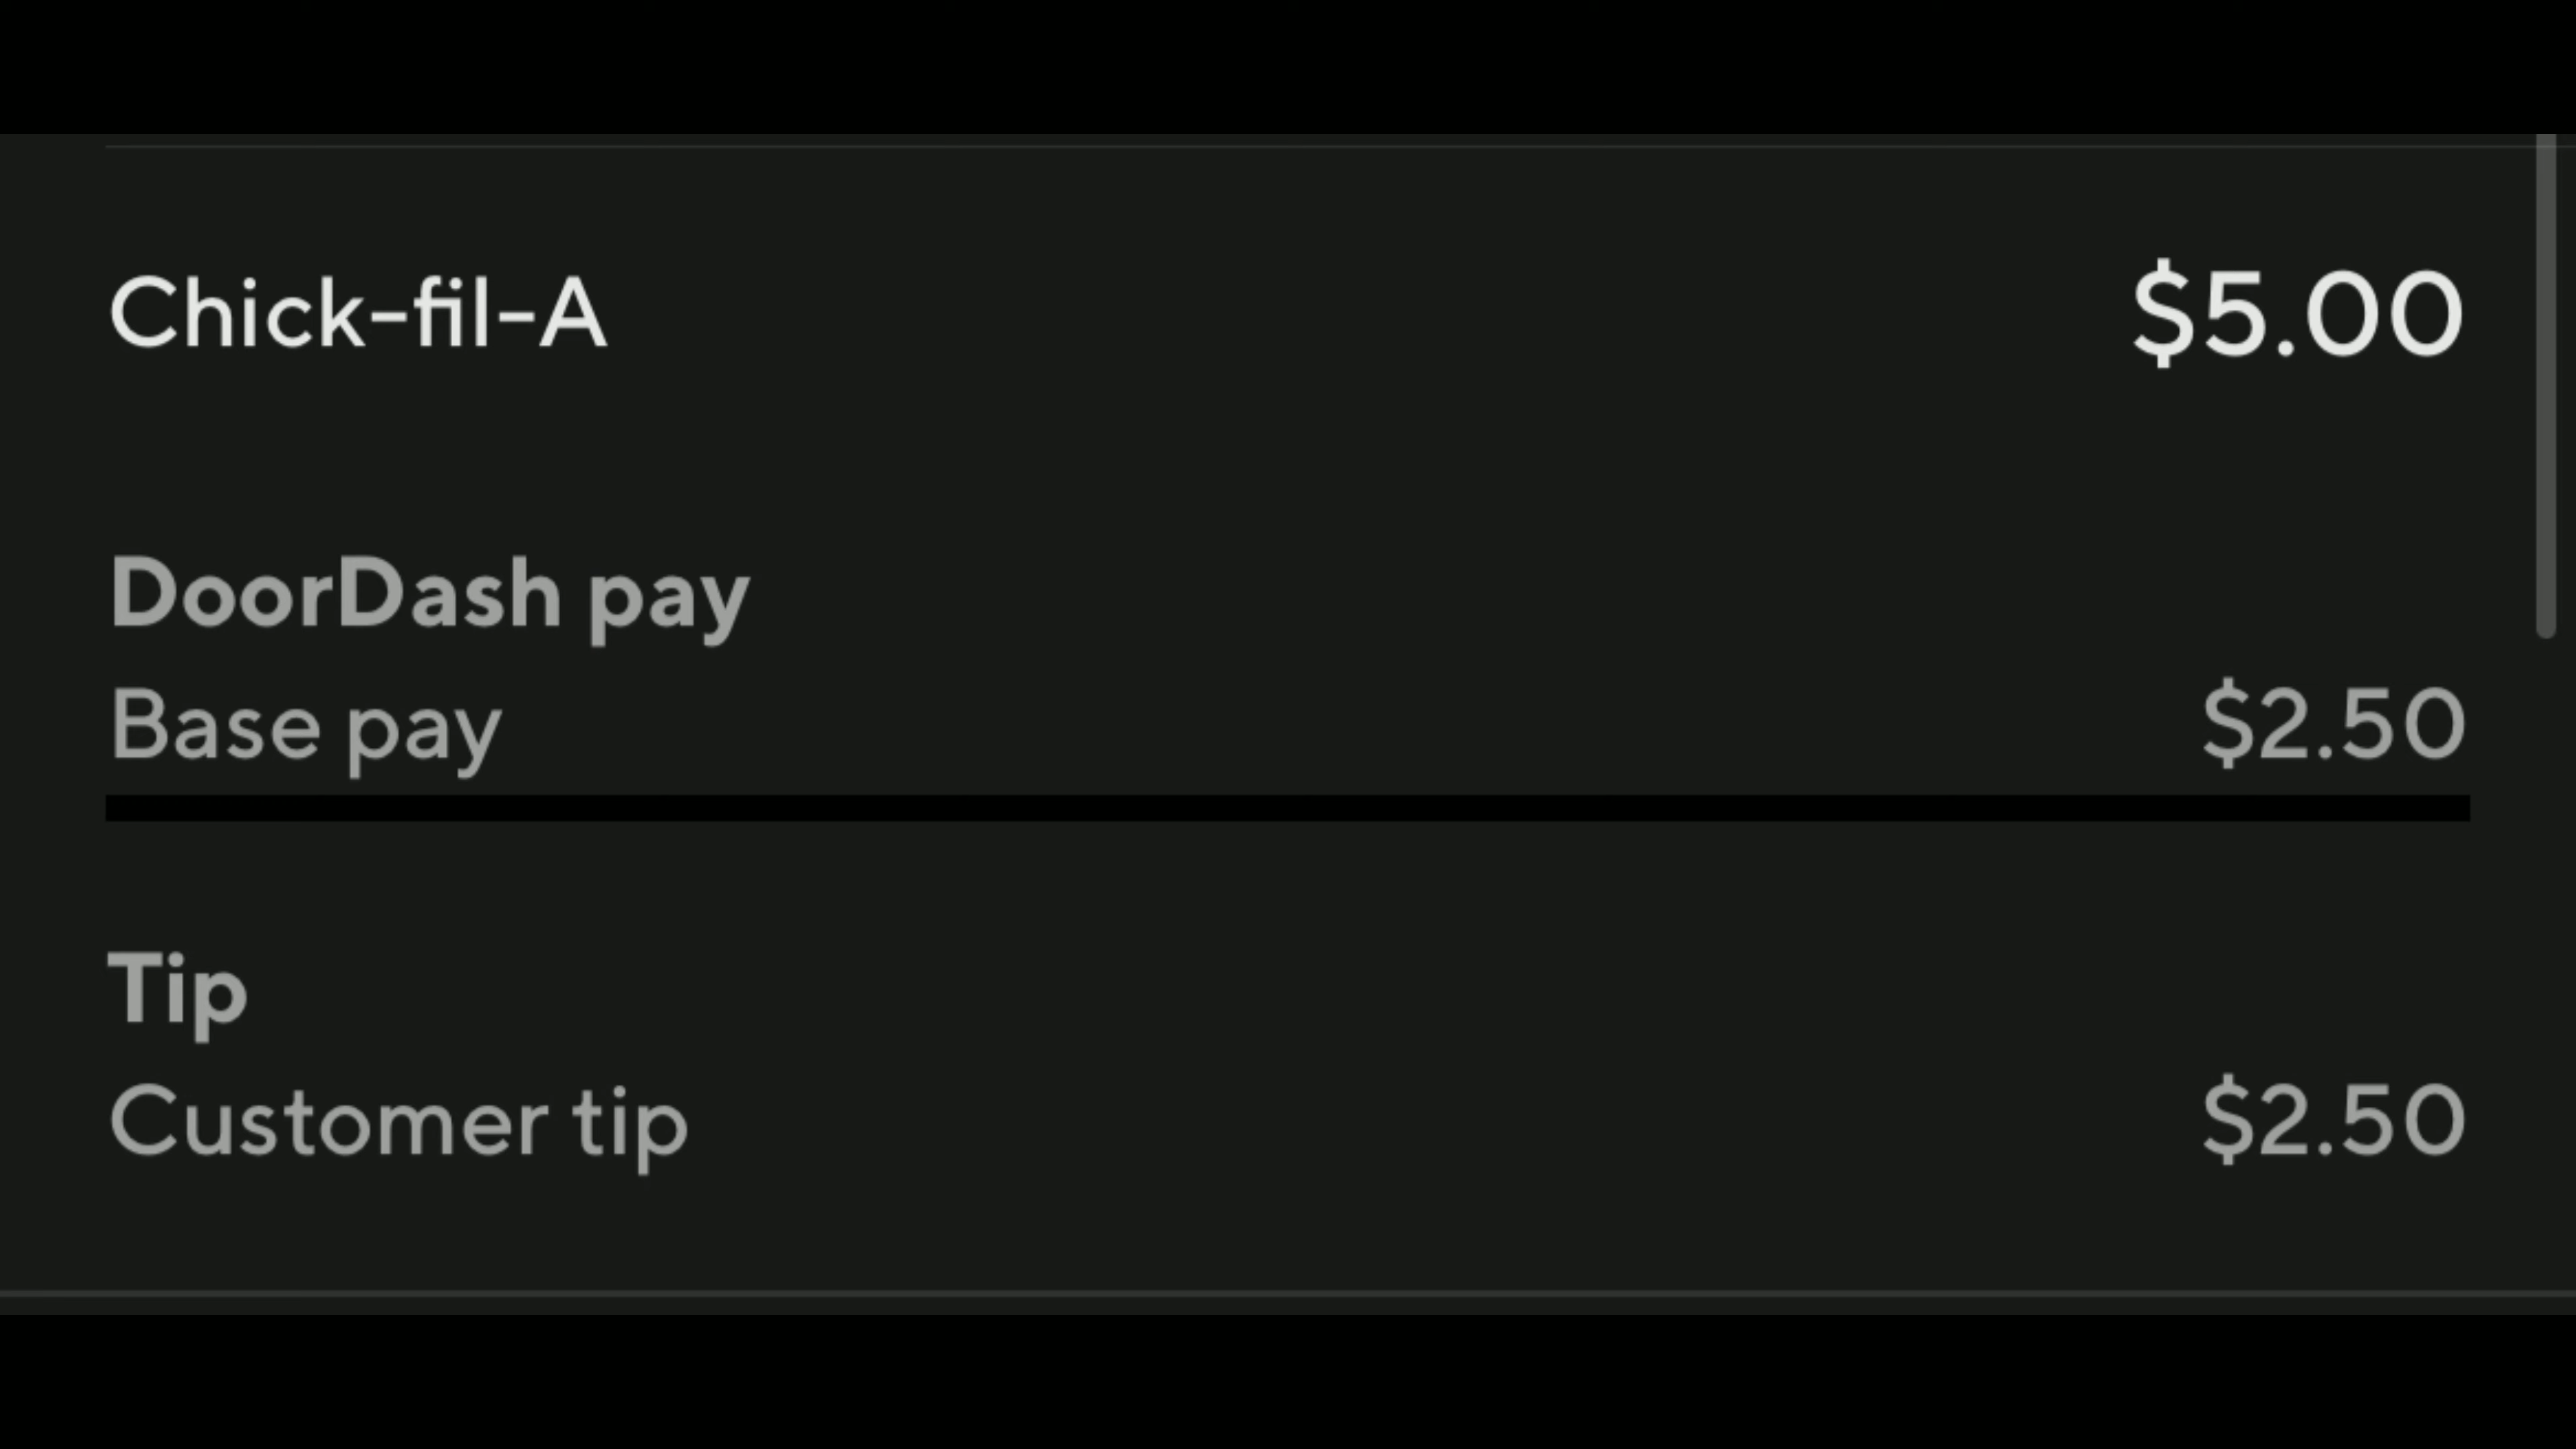 Chick-fil-A $5.00
DoorDash pay
Base pay $2.50
Tip
Customer tip $2.50